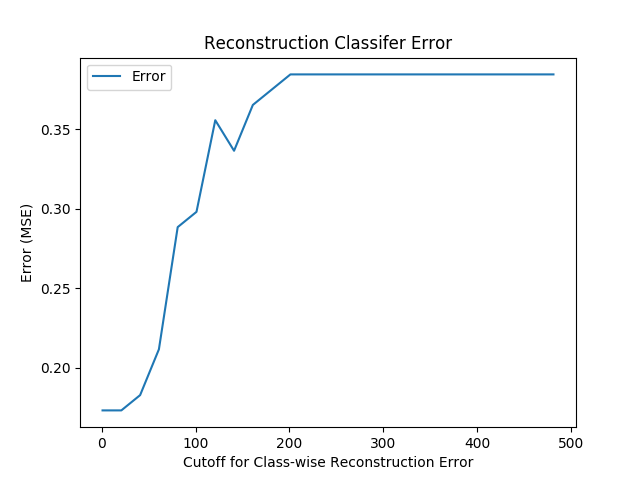 Reconstruction Classifer Error
Error
0.35
0.30
0.25
0.20
Error (MSE)
0 100 200 300 400 500
Cutoff for Class-wise Reconstruction Error